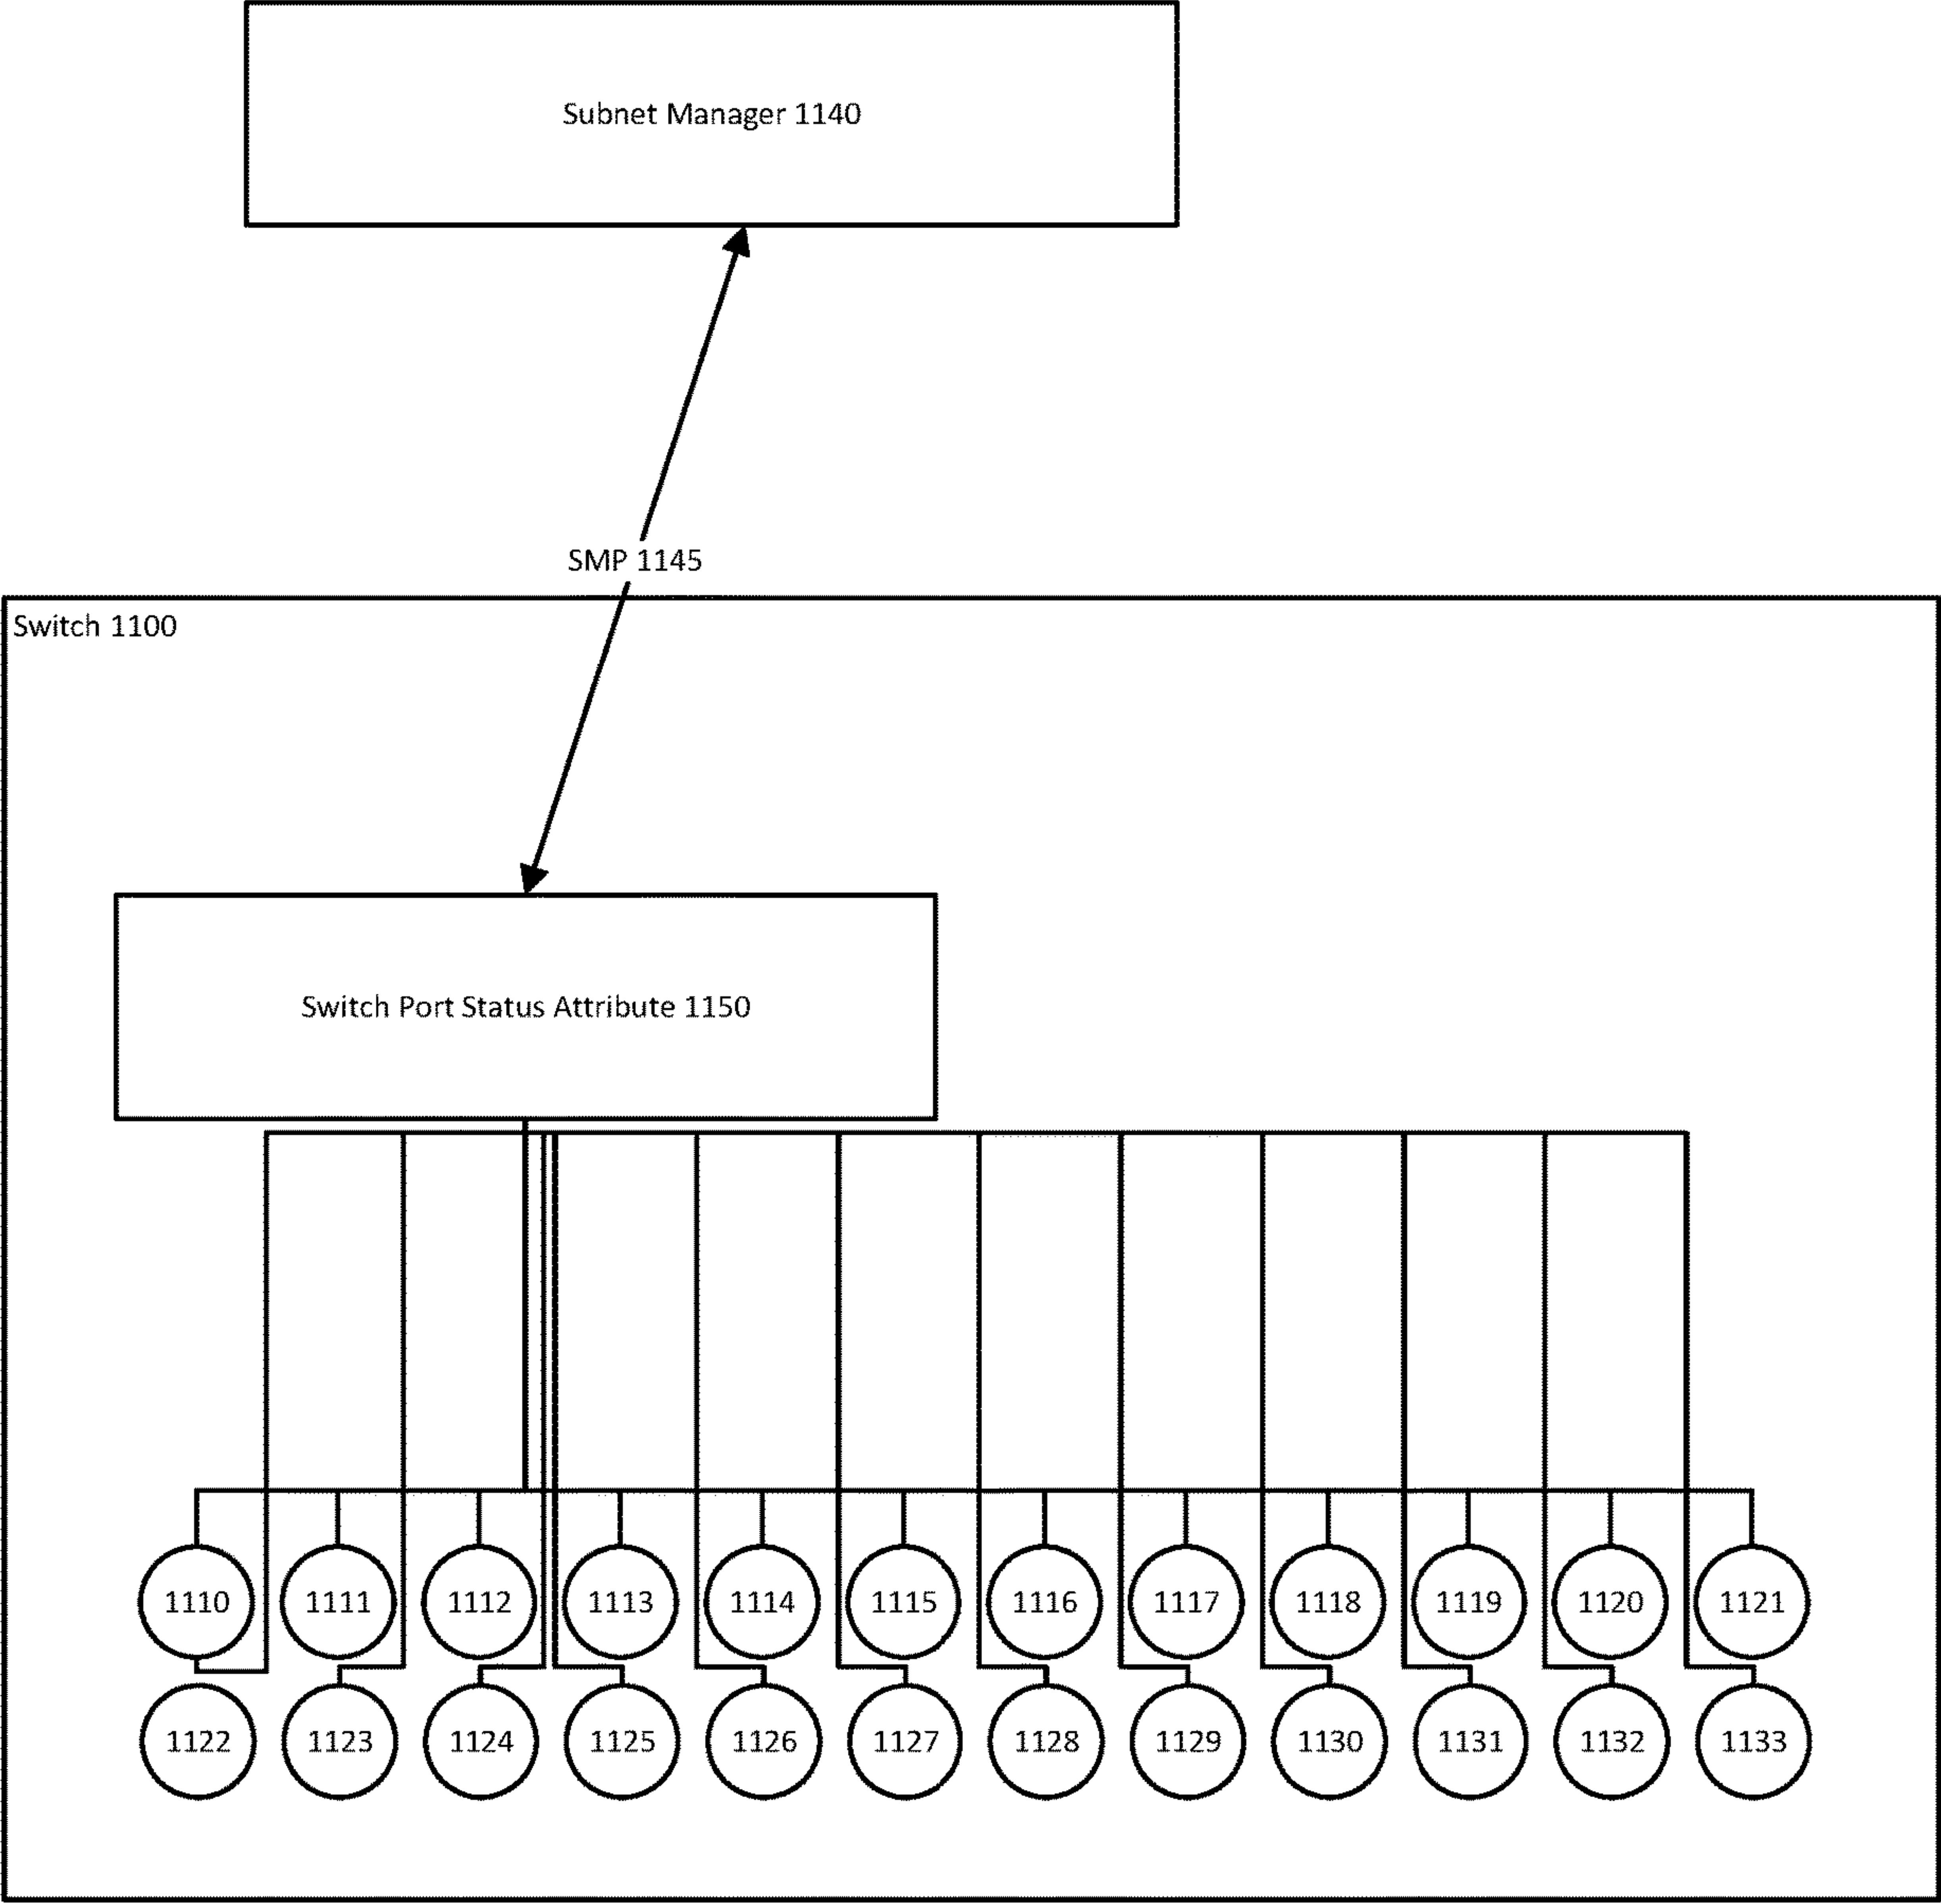 Subnet Manager 1140
SMP 1145
Switch 1100
Switch Port Status Attribute 1150
1110 1111 1112 1113 1114 1115 1116 1117 1118 1119 1120 1121
1122 1123 1124 1125 1126 1127 1128 1129 1130 1131 1132 1133